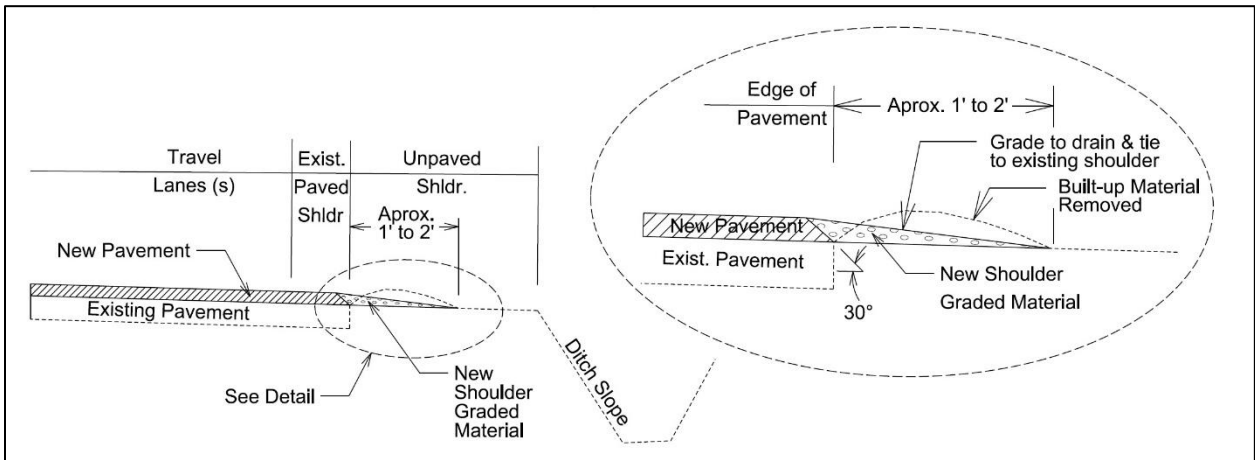 Travel
Lanes (s)
Exist.
Paved
Shldr
Unpaved
Shldr.
Aprox.
1' to 2'
New Pavement
Existing Pavement
See Detail
New
Shoulder
Graded
Material
Ditch Slope
Edge of
Pavement
Aprox. 1' to 2'
Grade to drain & tie
to existing shoulder
Built-up Material
Removed
New Pavement
Exist. Pavement
New Shoulder
Graded Material
30°